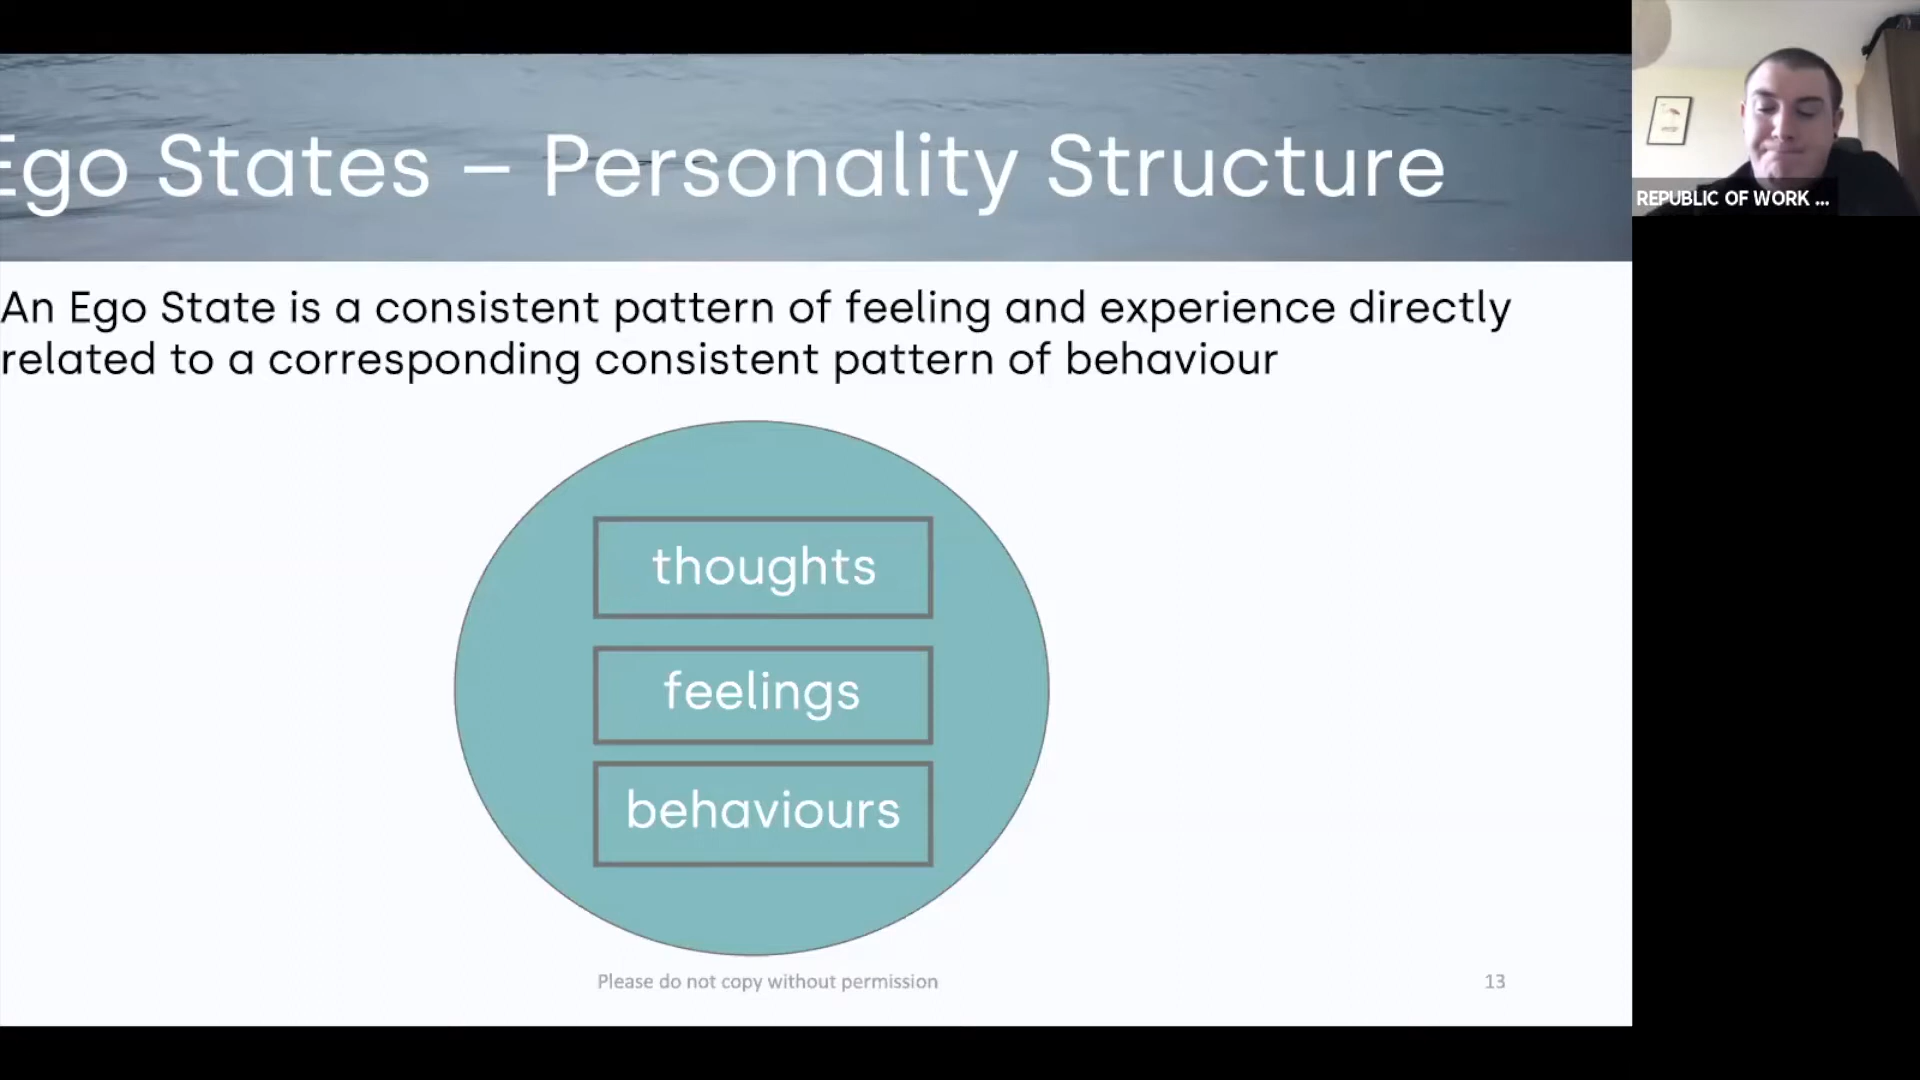 Ego States – Personality Structure
REPUBLIC OF WORK ...
An Ego State is a consistent pattern of feeling and experience directly
related to a corresponding consistent pattern of behaviour
thoughts
feelings
behaviours
Please do not copy without permission
13